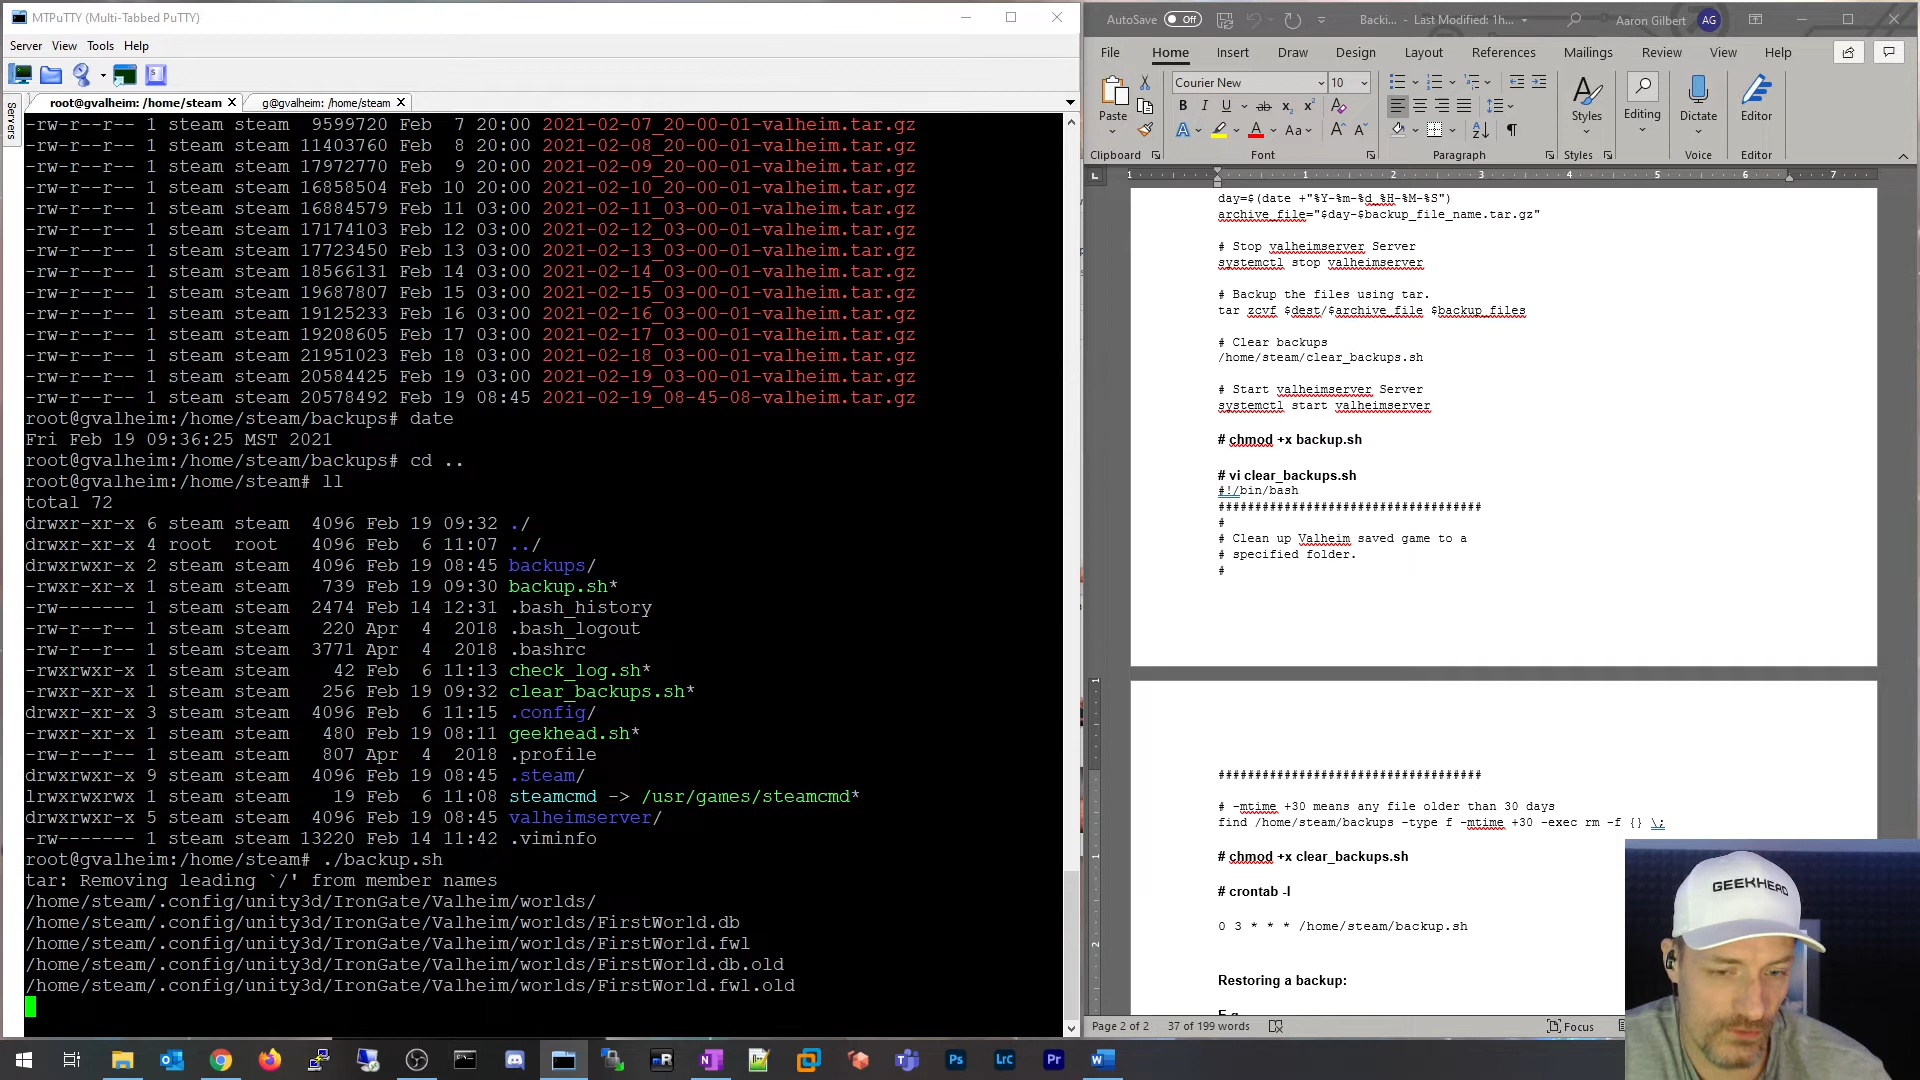 MTPuTTY (Multi-Tabbed PuTTY)
Server View Tools Help
Servers
root@gvalheim: /home/steam
g@gvalheim: /home/steam
-rw-r--r-- 1 steam steam  9599720 Feb  7 20:00 2021-02-07_20-00-01-valheim.tar.gz
-rw-r--r-- 1 steam steam 11403760 Feb  8 20:00 2021-02-08_20-00-01-valheim.tar.gz
-rw-r--r-- 1 steam steam 17972770 Feb  9 20:00 2021-02-09_20-00-01-valheim.tar.gz
-rw-r--r-- 1 steam steam 16858504 Feb 10 20:00 2021-02-10_20-00-01-valheim.tar.gz
-rw-r--r-- 1 steam steam 16884579 Feb 11 03:00 2021-02-11_03-00-01-valheim.tar.gz
-rw-r--r-- 1 steam steam 17174103 Feb 12 03:00 2021-02-12_03-00-01-valheim.tar.gz
-rw-r--r-- 1 steam steam 17723450 Feb 13 03:00 2021-02-13_03-00-01-valheim.tar.gz
-rw-r--r-- 1 steam steam 18566131 Feb 14 03:00 2021-02-14_03-00-01-valheim.tar.gz
-rw-r--r-- 1 steam steam 19687807 Feb 15 03:00 2021-02-15_03-00-01-valheim.tar.gz
-rw-r--r-- 1 steam steam 19125233 Feb 16 03:00 2021-02-16_03-00-01-valheim.tar.gz
-rw-r--r-- 1 steam steam 19208605 Feb 17 03:00 2021-02-17_03-00-01-valheim.tar.gz
-rw-r--r-- 1 steam steam 21951023 Feb 18 03:00 2021-02-18_03-00-01-valheim.tar.gz
-rw-r--r-- 1 steam steam 20584425 Feb 19 03:00 2021-02-19_03-00-01-valheim.tar.gz
-rw-r--r-- 1 steam steam 20578492 Feb 19 08:45 2021-02-19_08-45-08-valheim.tar.gz
root@gvalheim:/home/steam/backups# date
Fri Feb 19 09:36:25 MST 2021
root@gvalheim:/home/steam/backups# cd ..
root@gvalheim:/home/steam# ll
total 72
drwxr-xr-x 6 steam steam  4096 Feb 19 09:32 ./
drwxr-xr-x 4 root  root   4096 Feb  6 11:07 ../
drwxrwxr-x 2 steam steam  4096 Feb 19 08:45 backups/
-rwxr-xr-x 1 steam steam   739 Feb 19 09:30 backup.sh*
-rw------- 1 steam steam  2474 Feb 14 12:31 .bash_history
-rw-r--r-- 1 steam steam   220 Apr  4  2018 .bash_logout
-rw-r--r-- 1 steam steam  3771 Apr  4  2018 .bashrc
-rwxrwxr-x 1 steam steam    42 Feb  6 11:13 check_log.sh*
-rwxrwxr-x 1 steam steam   256 Feb 19 09:32 clear_backups.sh*
drwxr-xr-x 3 steam steam  4096 Feb  6 11:15 .config/
-rwxr-xr-x 1 steam steam   480 Feb 19 08:11 geekhead.sh*
-rw-r--r-- 1 steam steam   807 Apr  4  2018 .profile
drwxrwxr-x 9 steam steam  4096 Feb 19 08:45 .steam/
lrwxrwxrwx 1 steam steam    19 Feb  6 11:08 steamcmd -> /usr/games/steamcmd*
drwxrwxr-x 5 steam steam  4096 Feb 19 08:45 valheimserver/
-rw------- 1 steam steam 13220 Feb 14 11:42 .viminfo
root@gvalheim:/home/steam# ./backup.sh
tar: Removing leading `/' from member names
/home/steam/.config/unity3d/IronGate/Valheim/worlds/
/home/steam/.config/unity3d/IronGate/Valheim/worlds/FirstWorld.db
/home/steam/.config/unity3d/IronGate/Valheim/worlds/FirstWorld.fwl
/home/steam/.config/unity3d/IronGate/Valheim/worlds/FirstWorld.db.old
/home/steam/.config/unity3d/IronGate/Valheim/worlds/FirstWorld.fwl.old
AutoSave Off Backi... - Last Modified: 1h... Aaron Gilbert AG
File Home Insert Draw Design Layout References Mailings Review View Help
Courier New 10
Paste Styles Editing Dictate Editor
Clipboard Font Paragraph Styles Voice Editor
1 1 2 3 4 5 6 7
day=$(date +"%Y-%m-%d_%H-%M-%S")
archive_file="$day-$backup_file_name.tar.gz"
# Stop valheimserver Server
systemctl stop valheimserver
# Backup the files using tar.
tar zcvf $dest/$archive_file $backup_files
# Clear backups
/home/steam/clear_backups.sh
# Start valheimserver Server
systemctl start valheimserver
# chmod +x backup.sh
# vi clear_backups.sh
#!/bin/bash
####################################
#
# Clean up Valheim saved game to a
# specified folder.
#
####################################
# -mtime +30 means any file older than 30 days
find /home/steam/backups -type f -mtime +30 -exec rm -f {} \;
# chmod +x clear_backups.sh
# crontab -l
0 3 * * * /home/steam/backup.sh
Restoring a backup:
GEEKHEAD
Page 2 of 2 37 of 199 words Focus
mR N Ps Lrc Pr W